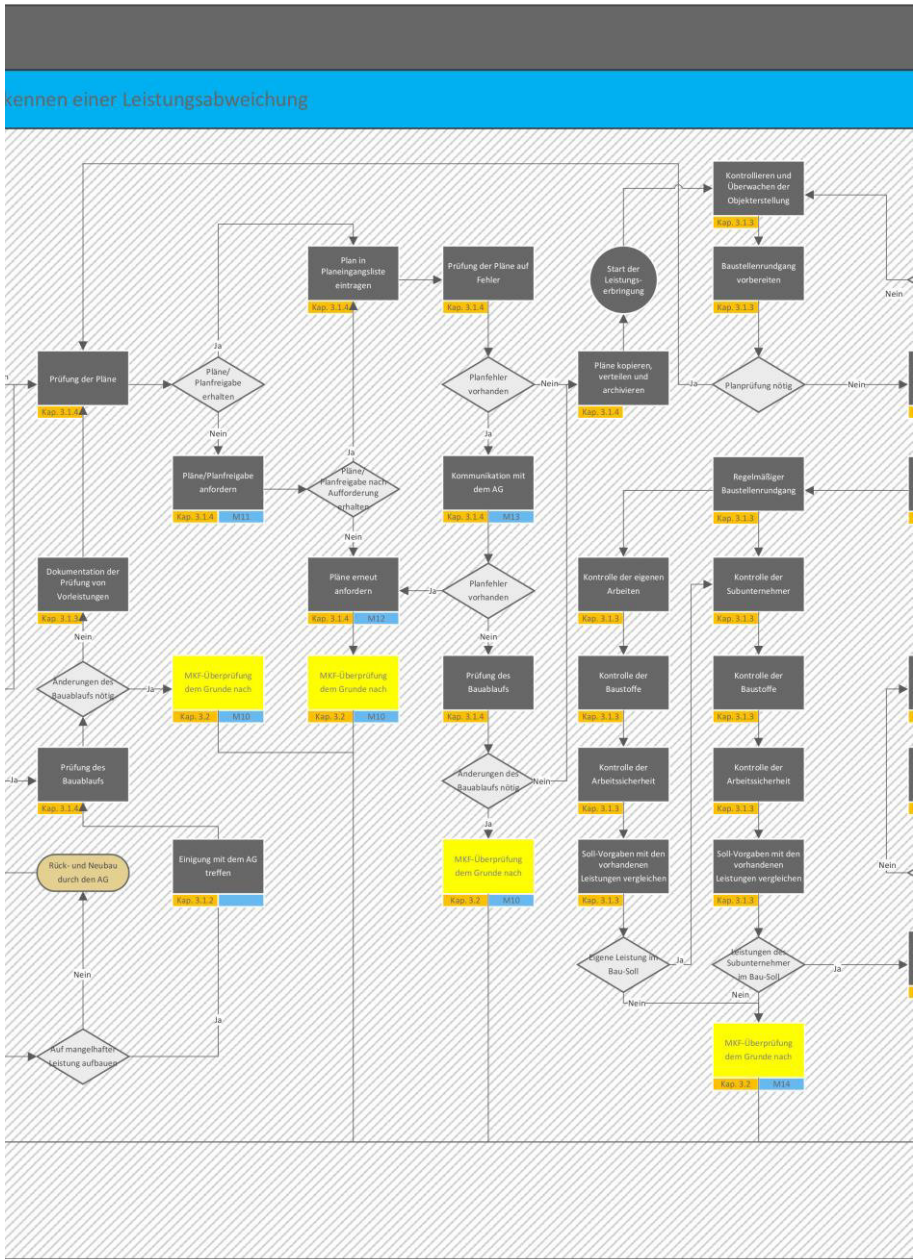 kennen einer Leistungsabweichung
Kontrollieren und
Überwachen der
Objekterstellung
Kap. 3.1.3
Plan in
Planeingangsliste
eintragen
Kap. 3.1.4
Prüfung der Pläne auf
Fehler
Kap. 3.1.4
Start der
Leistungs-
erbringung
Baustellenrundgang
vorbereiten
Kap. 3.1.3
Nein
Ja
Prüfung der Pläne
Kap. 3.1.4
Pläne/
Planfreigabe
erhalten
Planfehler
vorhanden
Nein
Pläne kopieren,
verteilen und
archivieren
Kap. 3.1.4
Ja
Planprüfung nötig
Nein
Nein
Ja
Ja
Pläne/Planfreigabe
anfordern
Kap. 3.1.4
M11
Pläne/
Planfreigabe nach
Aufforderung
erhalten
Kommunikation mit
dem AG
Kap. 3.1.4
M13
Regelmäßiger
Baustellenrundgang
Kap. 3.1.3
Nein
Dokumentation der
Prüfung von
Vorleistungen
Kap. 3.1.3
Pläne erneut
anfordern
Kap. 3.1.4
M12
Ja
Planfehler
vorhanden
Kontrolle der eigenen
Arbeiten
Kap. 3.1.3
Kontrolle der
Subunternehmer
Kap. 3.1.3
Nein
Nein
Änderungen des
Bauablaufs nötig
Ja
MKF-Überprüfung
dem Grunde nach
Kap. 3.2
M10
MKF-Überprüfung
dem Grunde nach
Kap. 3.2
M10
Prüfung des
Bauablaufs
Kap. 3.1.4
Kontrolle der
Baustoffe
Kap. 3.1.3
Kontrolle der
Baustoffe
Kap. 3.1.3
Ja
Prüfung des
Bauablaufs
Kap. 3.1.4
Änderungen des
Bauablaufs nötig
Nein
Kontrolle der
Arbeitssicherheit
Kap. 3.1.3
Kontrolle der
Arbeitssicherheit
Kap. 3.1.3
Ja
Rück- und Neubau
durch den AG
Einigung mit dem AG
treffen
Kap. 3.1.2
MKF-Überprüfung
dem Grunde nach
Kap. 3.2
M10
Soll-Vorgaben mit den
vorhandenen
Leistungen vergleichen
Kap. 3.1.3
Soll-Vorgaben mit den
vorhandenen
Leistungen vergleichen
Kap. 3.1.3
Nein
Nein
Eigene Leistung im
Bau-Soll
Ja
Leistungen des
Subunternehmer
im Bau-Soll
Ja
Nein
Nein
Ja
Auf mangelhafter
Leistung aufbauen
MKF-Überprüfung
dem Grunde nach
Kap. 3.2
M14